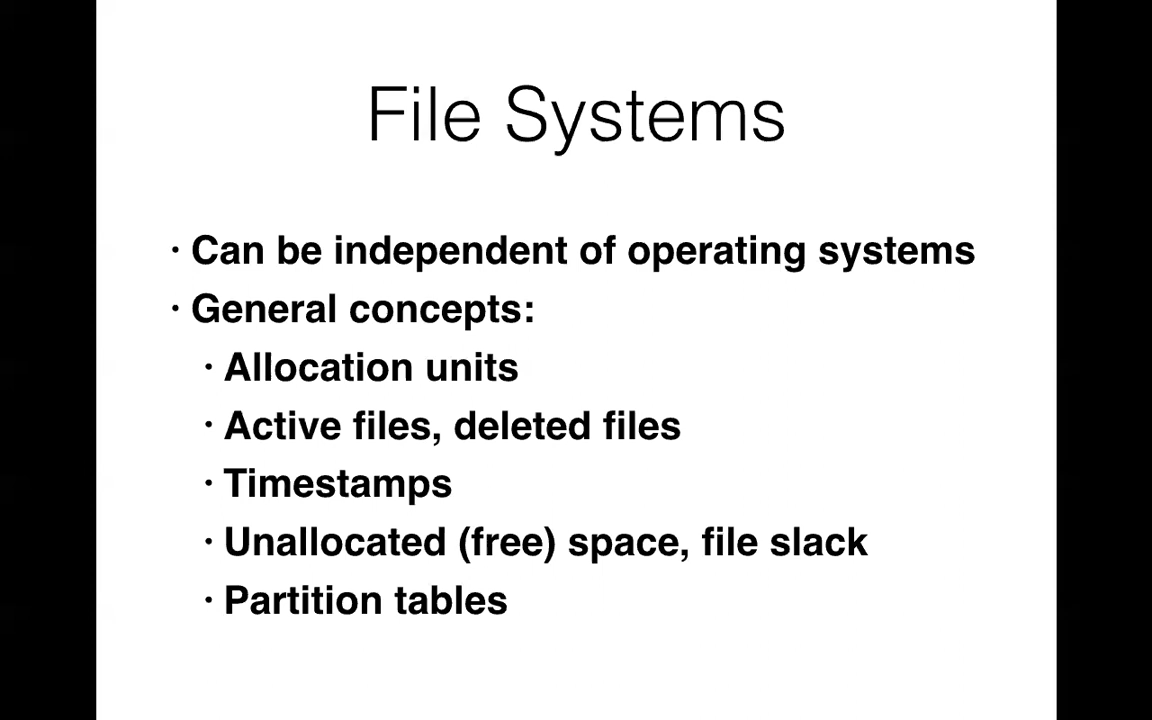 File Systems
· Can be independent of operating systems
· General concepts:
· Allocation units
· Active files, deleted files
· Timestamps
· Unallocated (free) space, file slack
· Partition tables